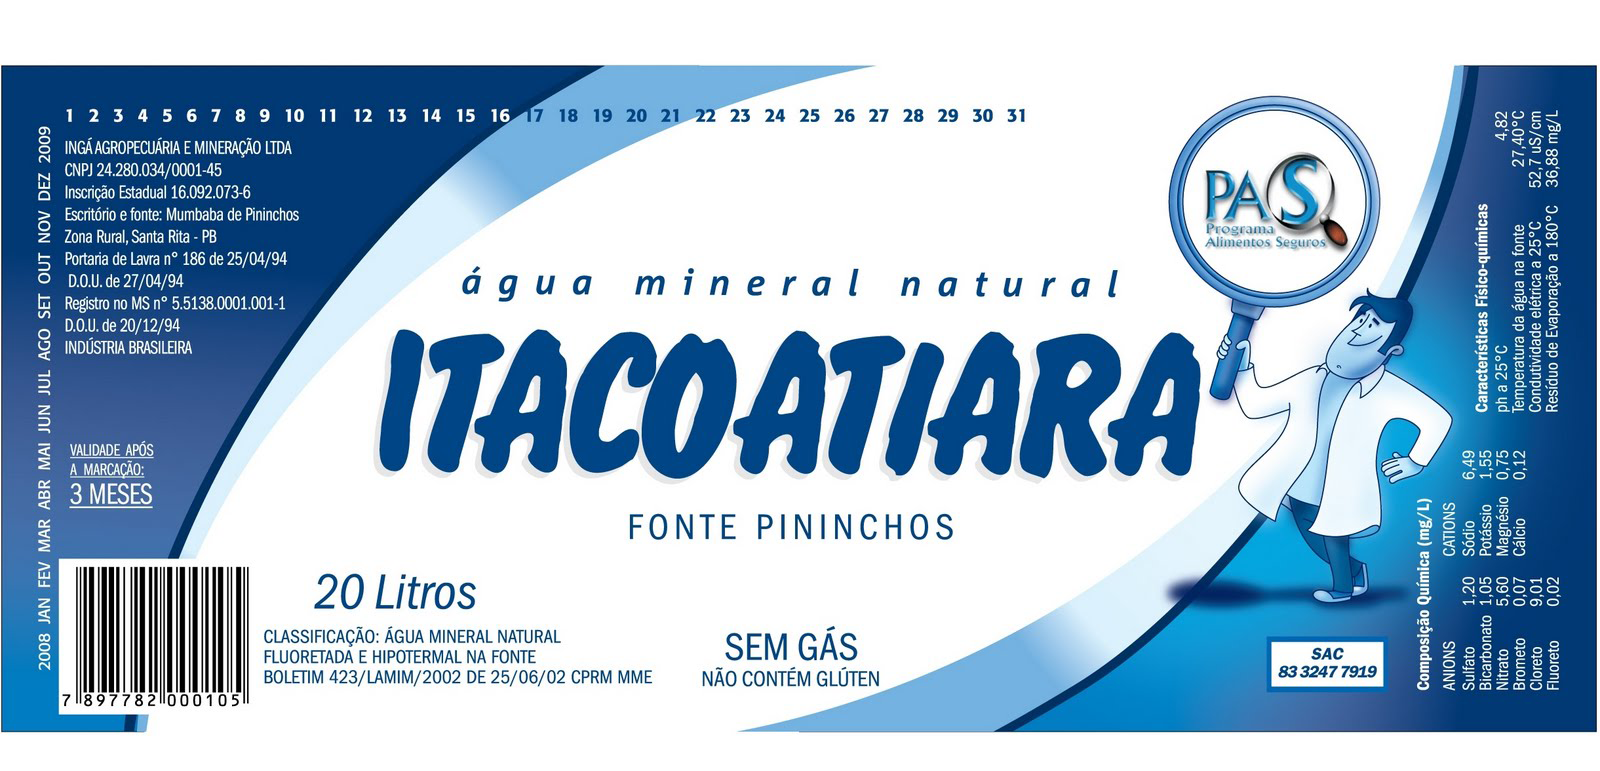 1 2 3 4 5 6 7 8 9 10 11 12 13 14 15 16 17 18 19 20 21 22 23 24 25 26 27 28 29 30 31
2008 JAN FEV MAR ABR MAI JUN JUL AGO SET OUT NOV DEZ 2009
INGÁ AGROPECUÁRIA E MINERAÇÃO LTDA
CNPJ 24.280.034/0001-45
Inscrição Estadual 16.092.073-6
Escritório e fonte: Mumbaba de Pininchos
Zona Rural, Santa Rita - PB
Portaria de Lavra n° 186 de 25/04/94
D.O.U. de 27/04/94
Registro no MS n° 5.5138.0001.001-1
D.O.U. de 20/12/94
INDÚSTRIA BRASILEIRA
VALIDADE APÓS
A MARCAÇÃO:
3 MESES
7 897782 000105
água mineral natural
ITACOATIARA
FONTE PININCHOS
20 Litros
CLASSIFICAÇÃO: ÁGUA MINERAL NATURAL
FLUORETADA E HIPOTERMAL NA FONTE
BOLETIM 423/LAMIM/2002 DE 25/06/02 CPRM MME
SEM GÁS
NÃO CONTÉM GLÚTEN
PAS
Programa
Alimentos Seguros
SAC
83 3247 7919
Composição Química (mg/L)
ANIONS CATIONS
Sulfato 1,20 Sódio 6,49
Bicarbonato 1,05 Potássio 1,55
Nitrato 5,60 Magnésio 0,75
Brometo 0,07 Cálcio 0,12
Cloreto 9,01
Fluoreto 0,02
Características Físico-químicas
ph a 25°C 4,82
Temperatura da água na fonte 27,40°C
Condutividade elétrica a 25°C 52,7 uS/cm
Resíduo de Evaporação a 180°C 36,88 mg/L